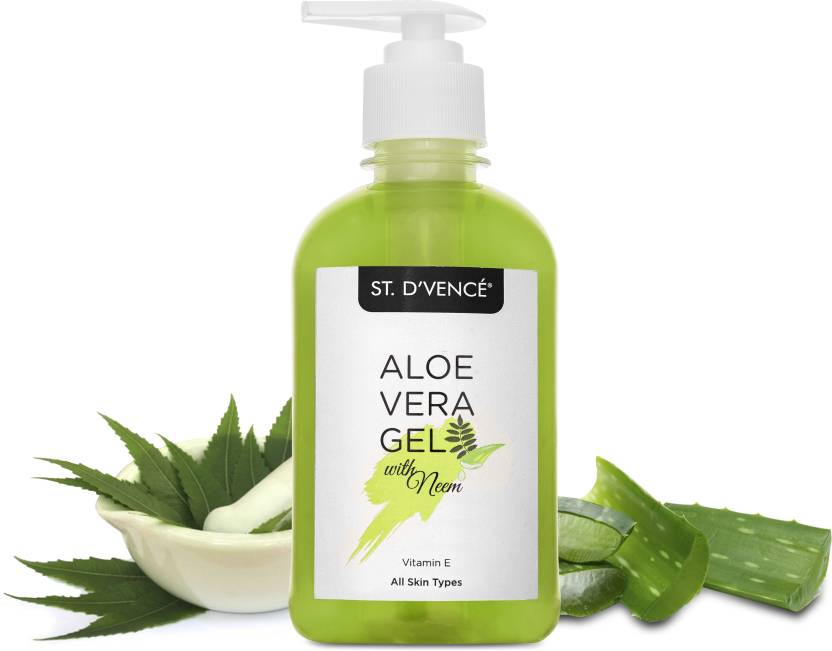 ST. D'VENCÉ®
ALOE
VERA
GEL
with
Neem
Vitamin E
All Skin Types